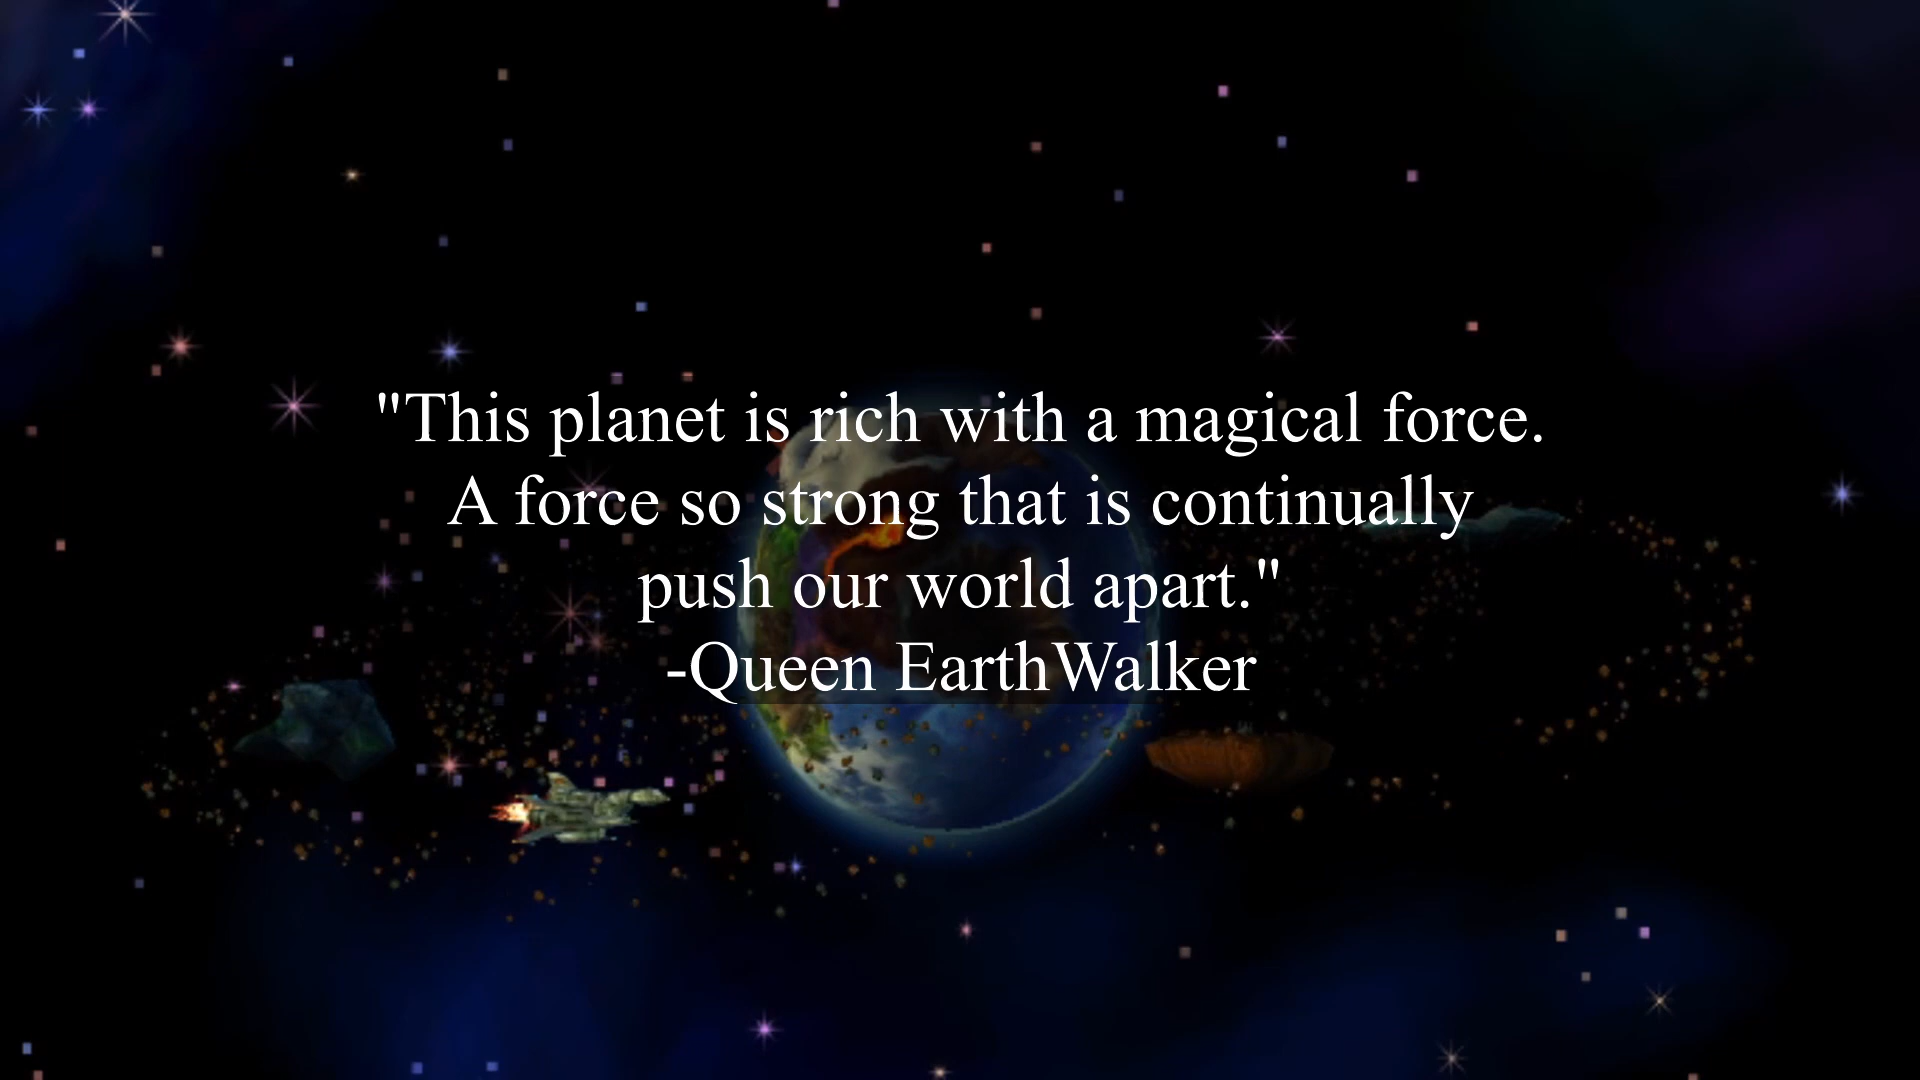 "This planet is rich with a magical force.
A force so strong that is continually
push our world apart."
-Queen EarthWalker